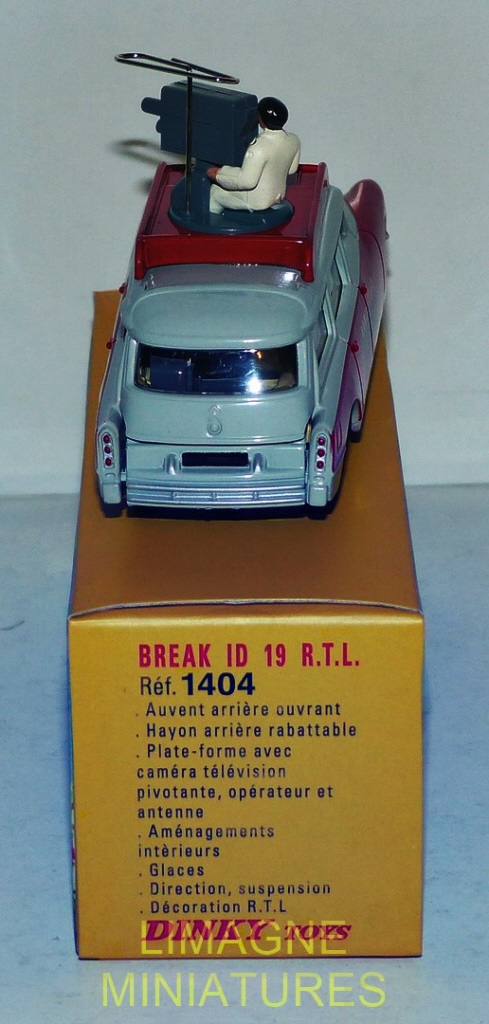 BREAK ID 19 R.T.L.
Réf. 1404
. Auvent arrière ouvrant
. Hayon arrière rabattable
. Plate-forme avec
caméra télévision
pivotante, opérateur et
antenne
. Aménagements
intèrieurs
. Glaces
. Direction, suspension
. Décoration R.T.L
DINKY TOYS
LIMAGNE
MINIATURES